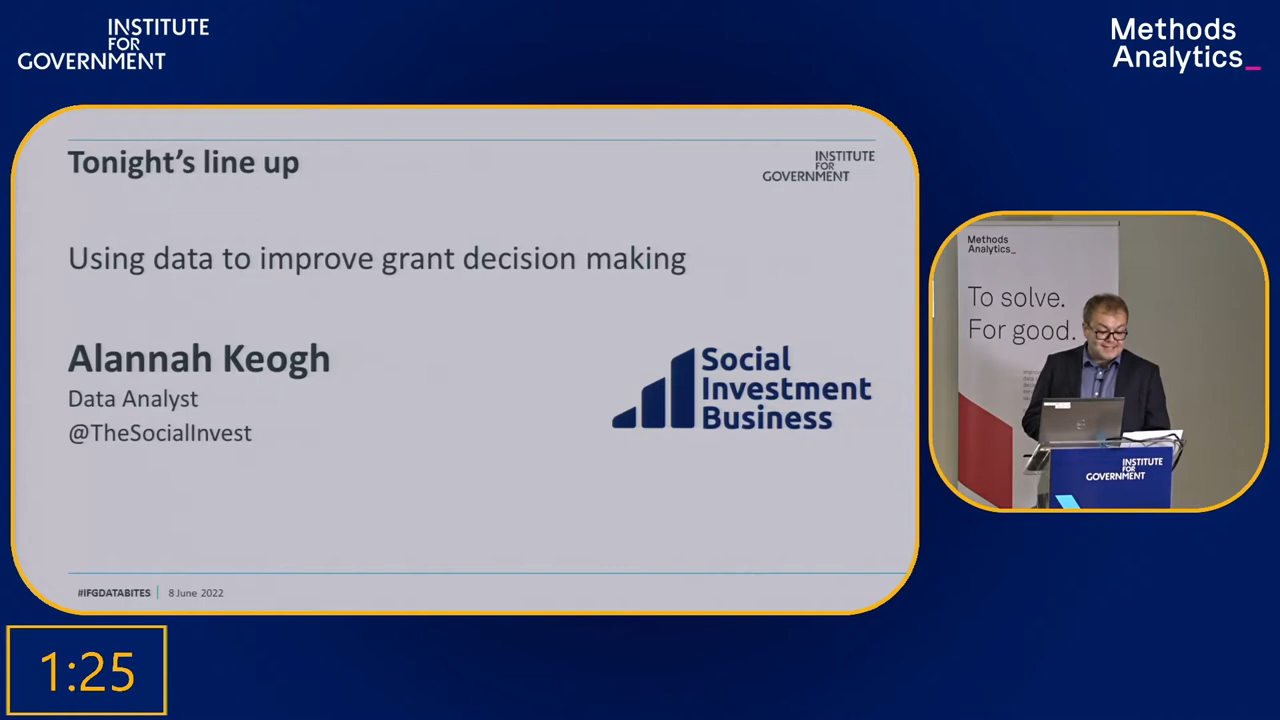 INSTITUTE
FOR
GOVERNMENT
Methods
Analytics_
Tonight's line up
INSTITUTE
FOR
GOVERNMENT
Using data to improve grant decision making
Alannah Keogh
Data Analyst
@TheSocialInvest
Social
Investment
Business
#IFGDATABITES
8 June 2022
Methods
Analytics_
To solve.
For good.
INSTITUTE
FOR
GOVERNMENT
1:25